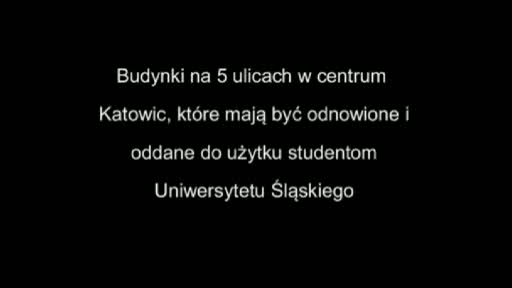 Budynki na 5 ulicach w centrum
Katowic, które mają być odnowione i
oddane do użytku studentom
Uniwersytetu Śląskiego